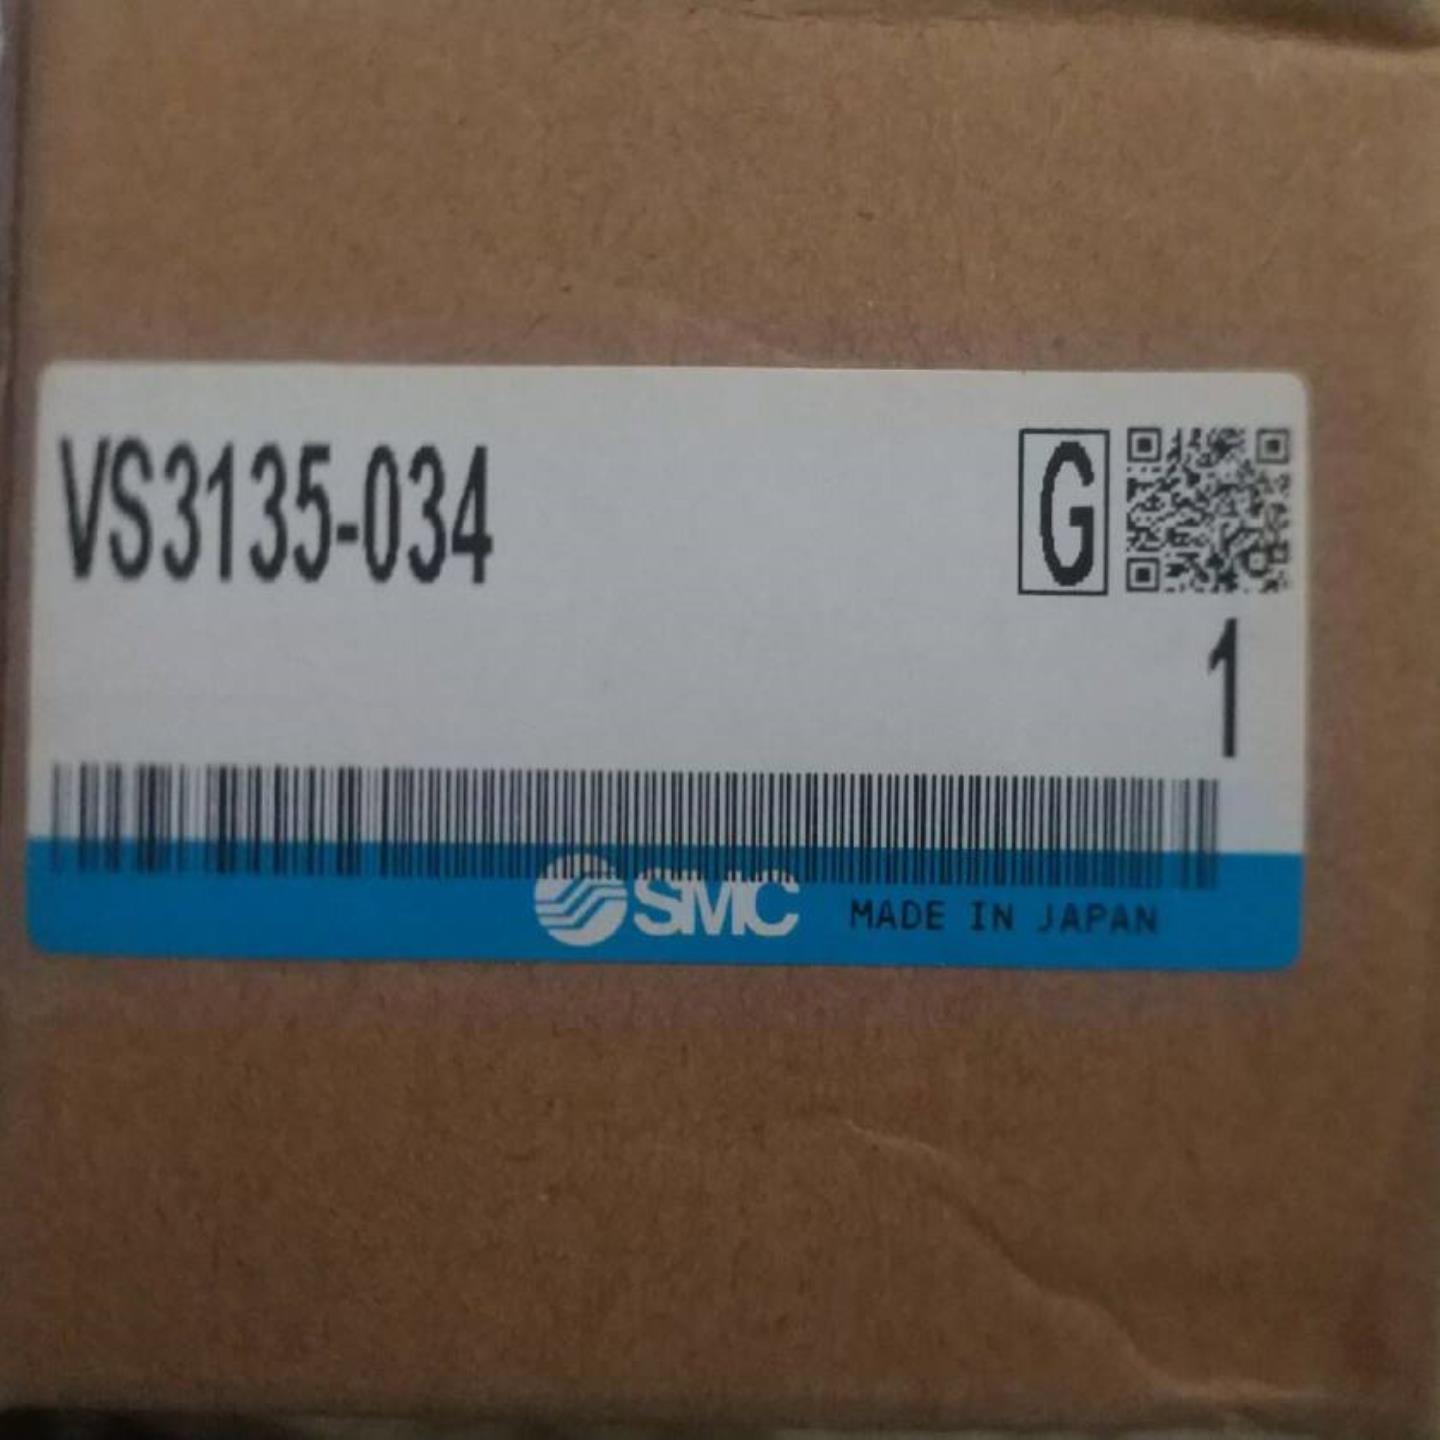 VS3135-034
G
1
SMC MADE IN JAPAN